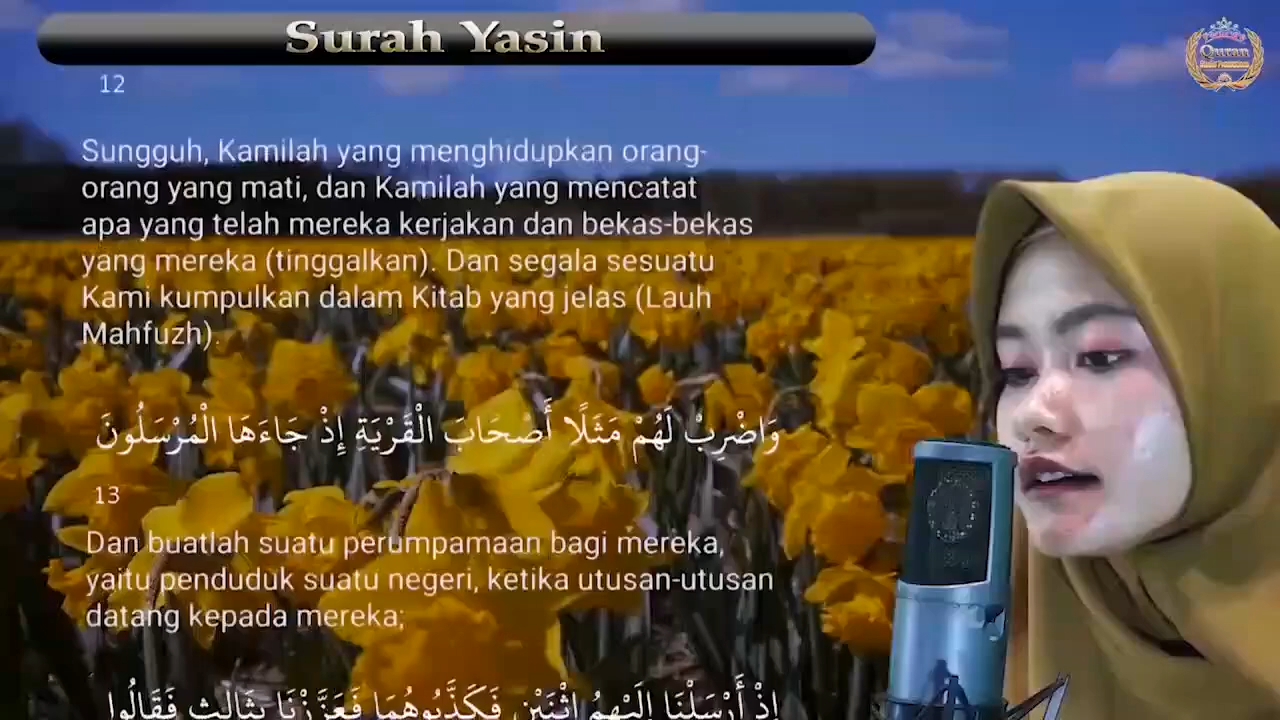 Surah Yasin
Quran
12
Sungguh, Kamilah yang menghidupkan orang-
orang yang mati, dan Kamilah yang mencatat
apa yang telah mereka kerjakan dan bekas-bekas
yang mereka (tinggalkan). Dan segala sesuatu
Kami kumpulkan dalam Kitab yang jelas (Lauh
Mahfuzh).
وَاضْرِبْ لَهُمْ مَثَلًا أَصْحَابَ الْقَرْيَةِ إِذْ جَاءَهَا الْمُرْسَلُونَ
13
Dan buatlah suatu perumpamaan bagi mereka,
yaitu penduduk suatu negeri, ketika utusan-utusan
datang kepada mereka;
إِذْ أَرْسَلْنَا إِلَيْهِمُ اثْنَيْنِ فَكَذَّبُوهُمَا فَعَزَّزْنَا بِثَالِثٍ فَقَالُوا